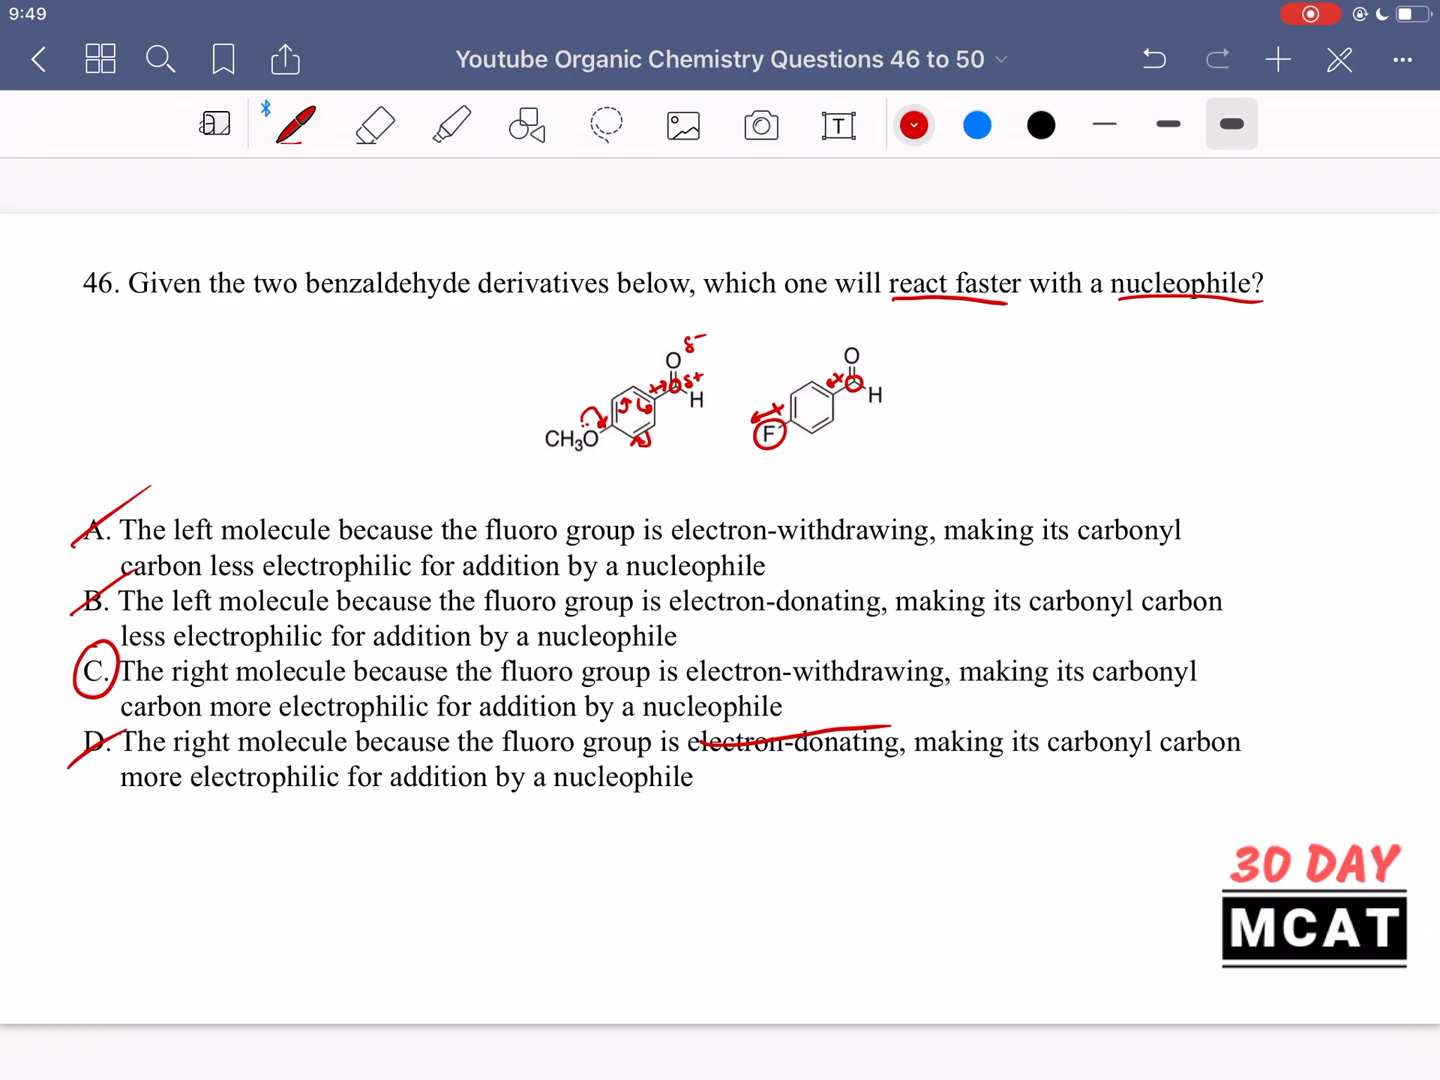 9:49
Youtube Organic Chemistry Questions 46 to 50
T
46. Given the two benzaldehyde derivatives below, which one will react faster with a nucleophile?
δ-
O
O
δ+
H
H
CH₃O
F
A. The left molecule because the fluoro group is electron-withdrawing, making its carbonyl
carbon less electrophilic for addition by a nucleophile
B. The left molecule because the fluoro group is electron-donating, making its carbonyl carbon
less electrophilic for addition by a nucleophile
C. The right molecule because the fluoro group is electron-withdrawing, making its carbonyl
carbon more electrophilic for addition by a nucleophile
D. The right molecule because the fluoro group is electron-donating, making its carbonyl carbon
more electrophilic for addition by a nucleophile
30 DAY
MCAT